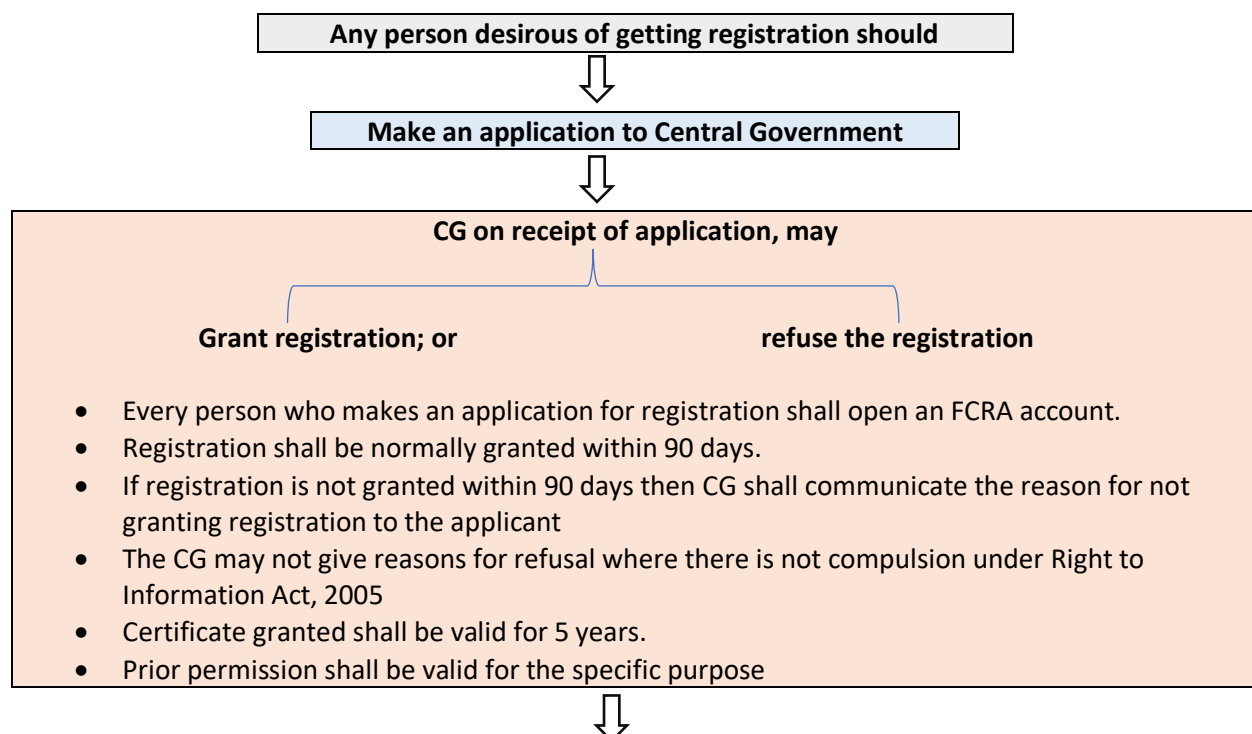 Any person desirous of getting registration should
Make an application to Central Government
CG on receipt of application, may
Grant registration; or refuse the registration
• Every person who makes an application for registration shall open an FCRA account.
• Registration shall be normally granted within 90 days.
• If registration is not granted within 90 days then CG shall communicate the reason for not
granting registration to the applicant
• The CG may not give reasons for refusal where there is not compulsion under Right to
Information Act, 2005
• Certificate granted shall be valid for 5 years.
• Prior permission shall be valid for the specific purpose